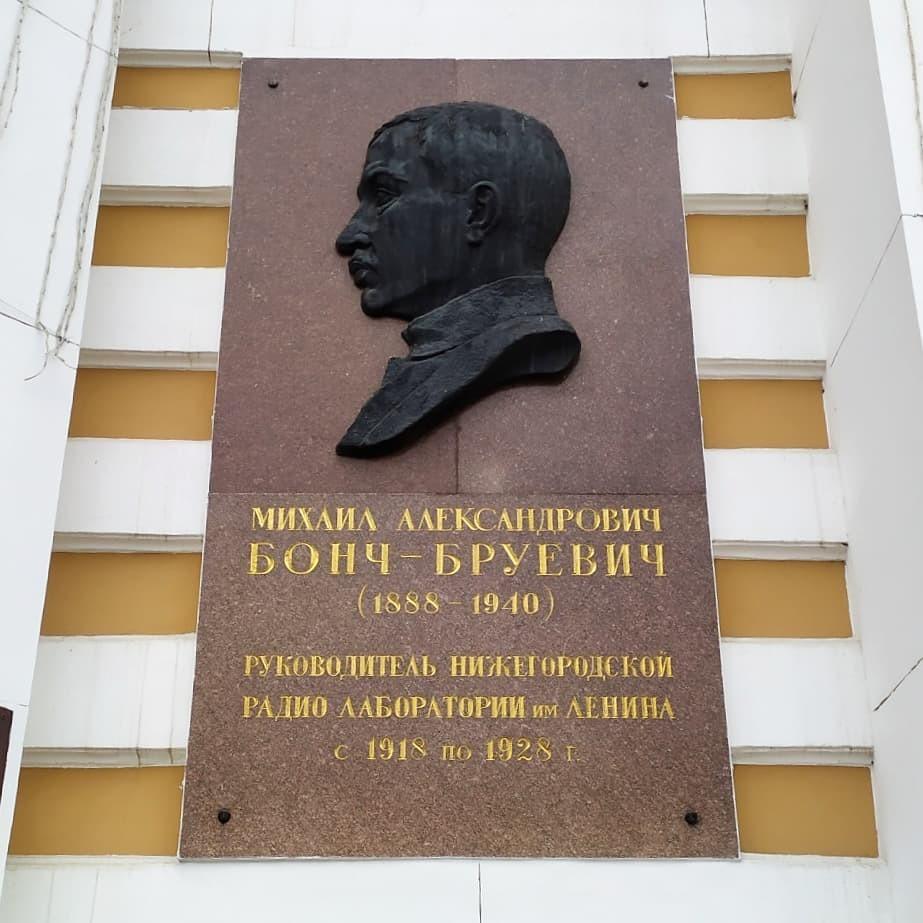 МИХАИЛ АЛЕКСАНДРОВИЧ
БОНЧ-БРУЕВИЧ
(1888-1940)
РУКОВОДИТЕЛЬ НИЖЕГОРОДСКОЙ
РАДИО ЛАБОРАТОРИИ им ЛЕНИНА
с 1918 по 1928 г.